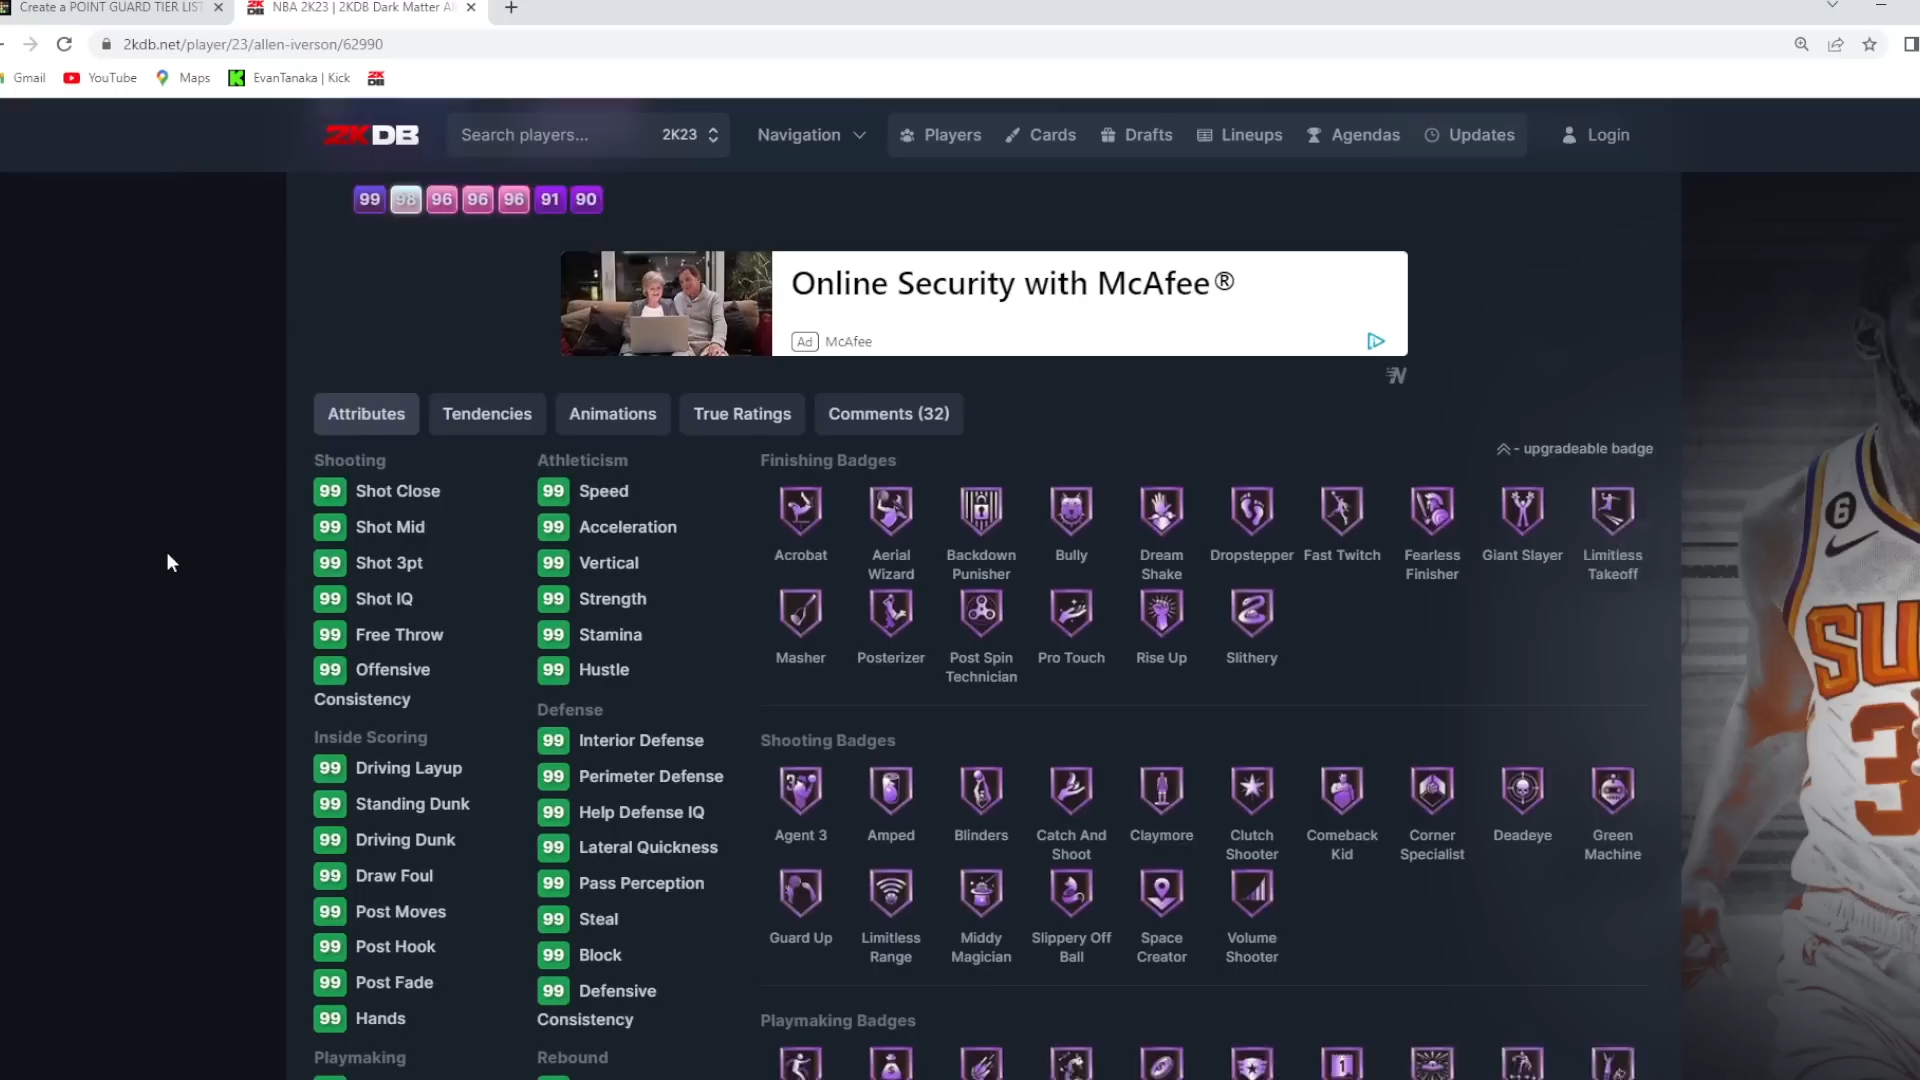 Create a POINT GUARD TIER LIST
NBA 2K23 | 2KDB Dark Matter Al
2kdb.net/player/23/allen-iverson/62990
Gmail YouTube Maps EvanTanaka | Kick 2K DB
2KDB Search players... 2K23 Navigation Players Cards Drafts Lineups Agendas Updates Login
99 98 96 96 96 91 90
Online Security with McAfee®
Ad McAfee
Attributes Tendencies Animations True Ratings Comments (32)
- upgradeable badge
Shooting
99 Shot Close
99 Shot Mid
99 Shot 3pt
99 Shot IQ
99 Free Throw
99 Offensive
Consistency
Inside Scoring
99 Driving Layup
99 Standing Dunk
99 Driving Dunk
99 Draw Foul
99 Post Moves
99 Post Hook
99 Post Fade
99 Hands
Playmaking
Athleticism
99 Speed
99 Acceleration
99 Vertical
99 Strength
99 Stamina
99 Hustle
Defense
99 Interior Defense
99 Perimeter Defense
99 Help Defense IQ
99 Lateral Quickness
99 Pass Perception
99 Steal
99 Block
99 Defensive
Consistency
Rebound
Finishing Badges
Acrobat
Aerial
Wizard
Backdown
Punisher
Bully
Dream
Shake
Dropstepper
Fast Twitch
Fearless
Finisher
Giant Slayer
Limitless
Takeoff
Masher
Posterizer
Post Spin
Technician
Pro Touch
Rise Up
Slithery
Shooting Badges
Agent 3
Amped
Blinders
Catch And
Shoot
Claymore
Clutch
Shooter
Comeback
Kid
Corner
Specialist
Deadeye
Green
Machine
Guard Up
Limitless
Range
Middy
Magician
Slippery Off
Ball
Space
Creator
Volume
Shooter
Playmaking Badges
6
SU
3